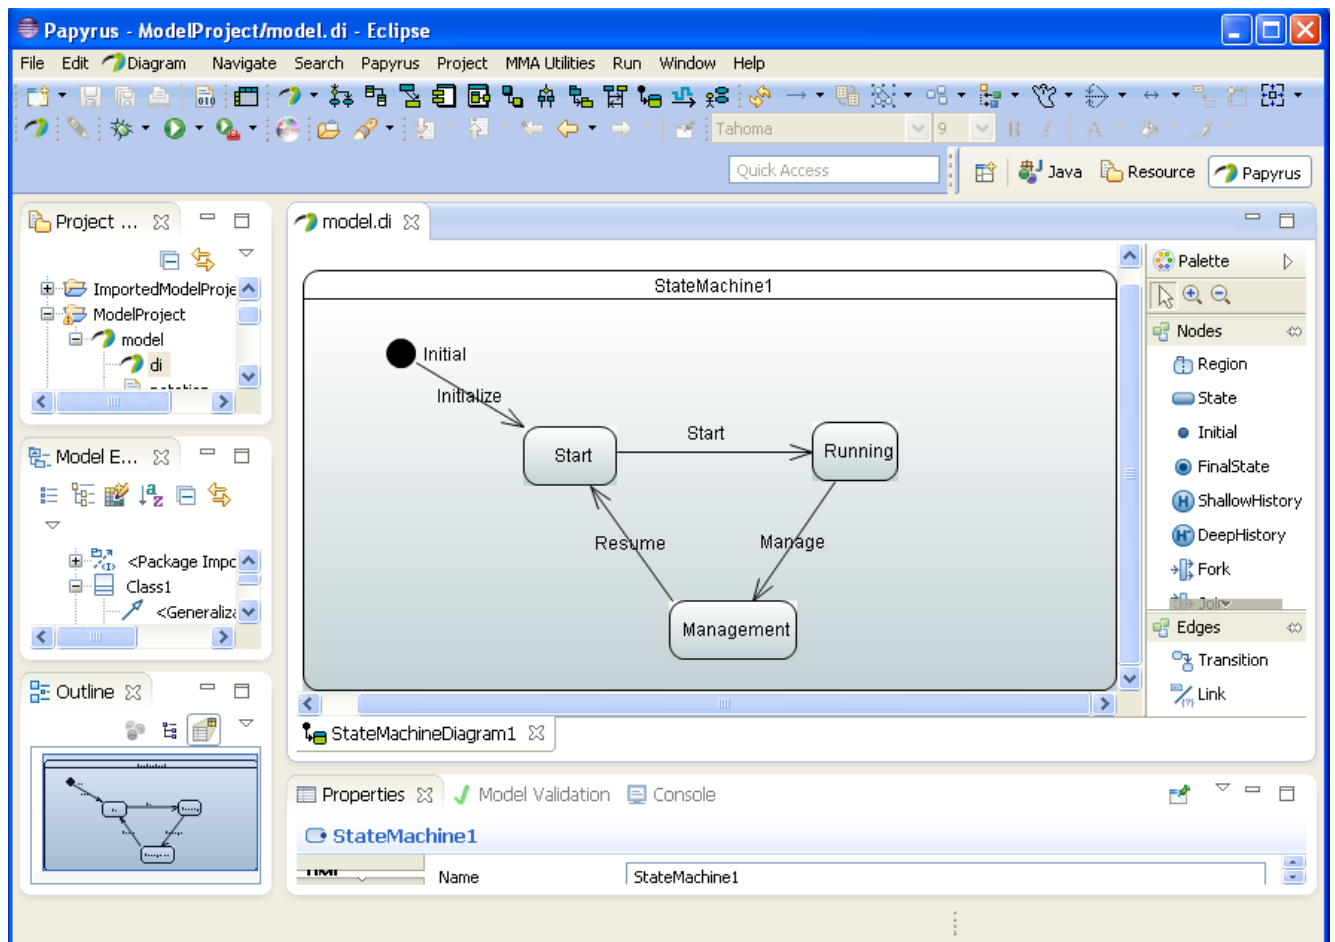 Papyrus - ModelProject/model.di - Eclipse
File Edit Diagram Navigate Search Papyrus Project MMA Utilities Run Window Help
010
Tahoma 9 B I A
Quick Access Java Resource Papyrus
Project ...
ImportedModelProje
ModelProject
model
di
model.di
StateMachine1
Initial
Initialize
Start
Start
Running
Resume
Manage
Management
StateMachineDiagram1
Palette
Nodes
Region
State
Initial
FinalState
ShallowHistory
DeepHistory
Fork
Edges
Transition
Link
Model E...
<Package Impo
Class1
<Generaliza
Outline
Properties Model Validation Console
StateMachine1
Name StateMachine1